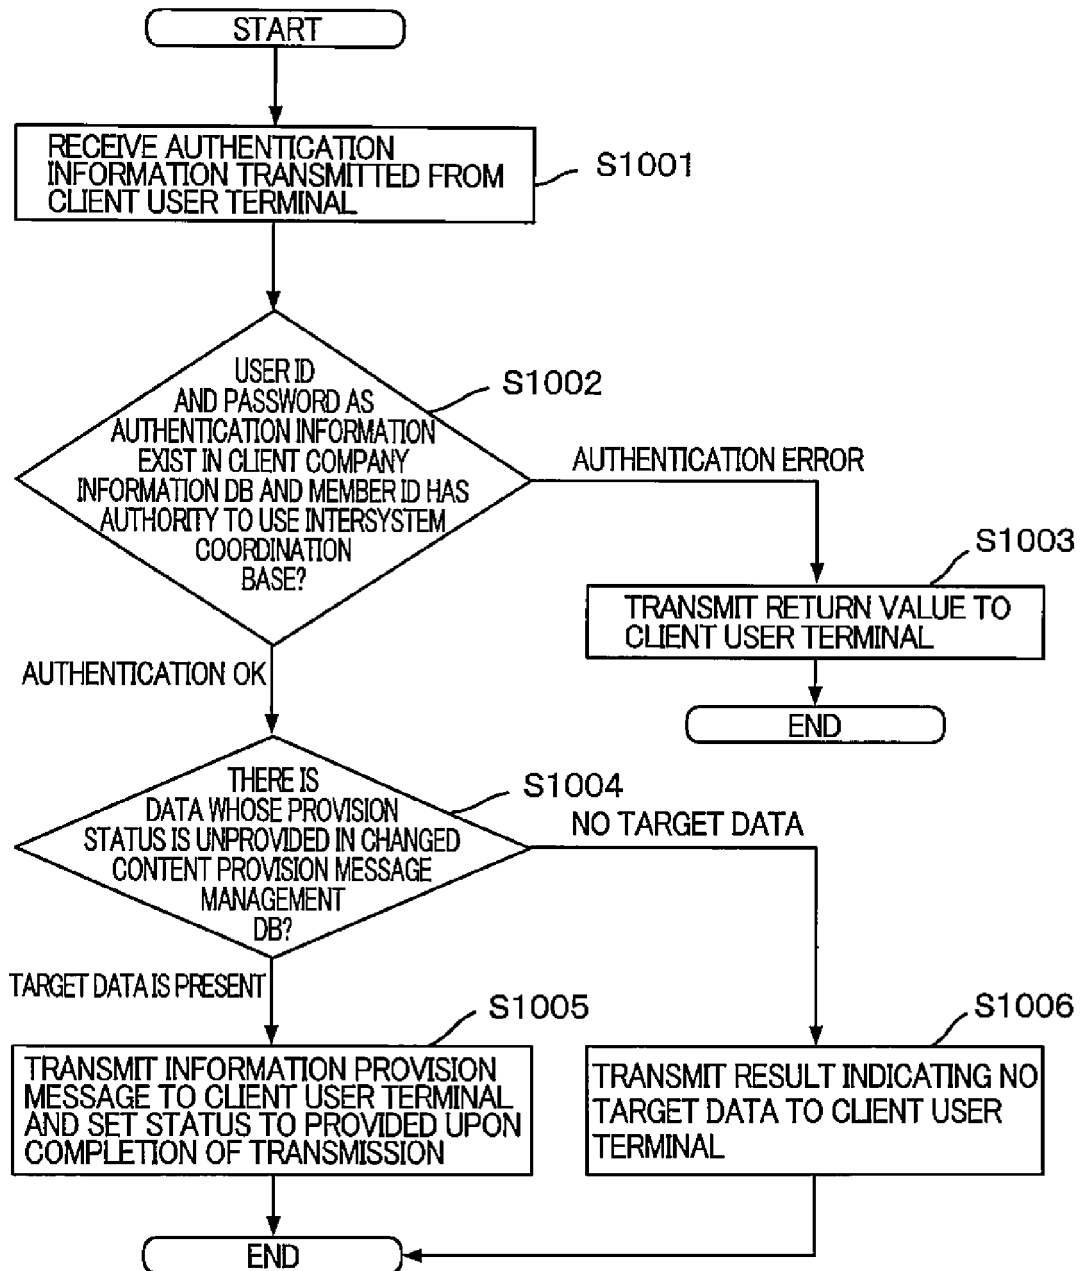 START
RECEIVE AUTHENTICATION
INFORMATION TRANSMITTED FROM
CLIENT USER TERMINAL
S1001
USER ID
AND PASSWORD AS
AUTHENTICATION INFORMATION
EXIST IN CLIENT COMPANY
INFORMATION DB AND MEMBER ID HAS
AUTHORITY TO USE INTERSYSTEM
COORDINATION
BASE?
S1002
AUTHENTICATION ERROR
S1003
TRANSMIT RETURN VALUE TO
CLIENT USER TERMINAL
END
AUTHENTICATION OK
THERE IS
DATA WHOSE PROVISION
STATUS IS UNPROVIDED IN CHANGED
CONTENT PROVISION MESSAGE
MANAGEMENT
DB?
S1004
NO TARGET DATA
TARGET DATA IS PRESENT
S1005
TRANSMIT INFORMATION PROVISION
MESSAGE TO CLIENT USER TERMINAL
AND SET STATUS TO PROVIDED UPON
COMPLETION OF TRANSMISSION
S1006
TRANSMIT RESULT INDICATING NO
TARGET DATA TO CLIENT USER
TERMINAL
END